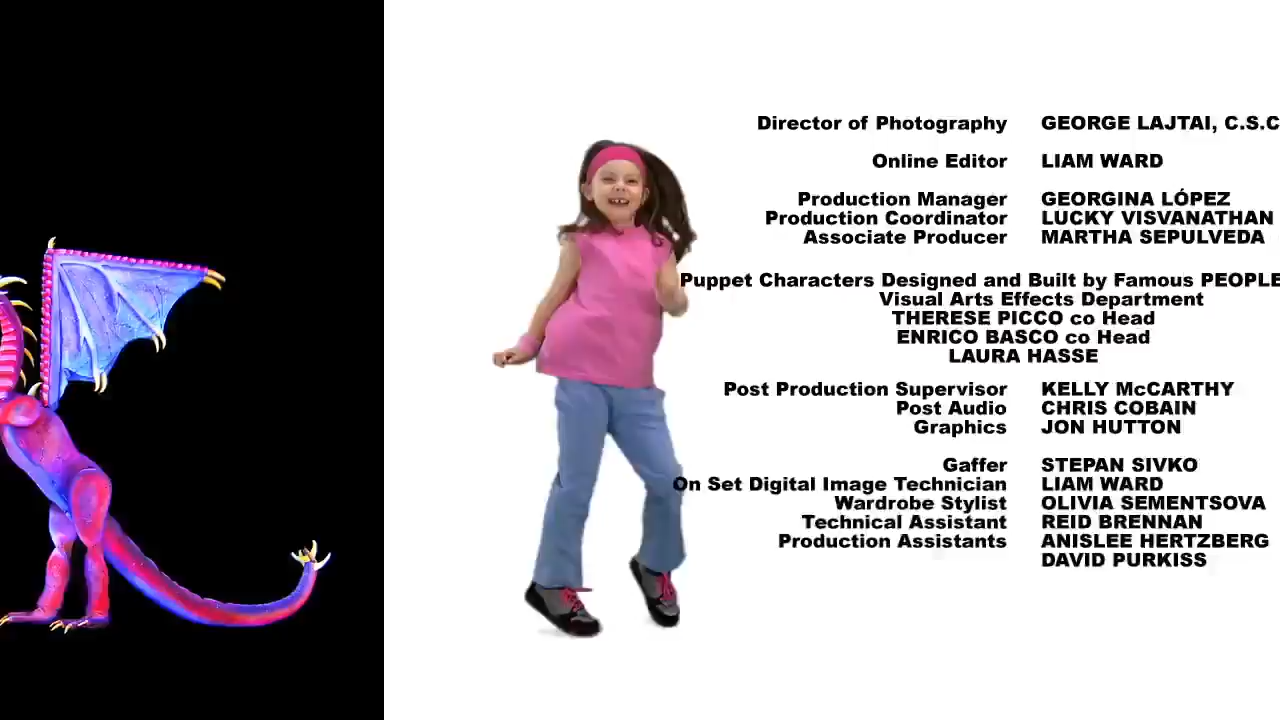 Director of Photography GEORGE LAJTAI, C.S.C
Online Editor LIAM WARD
Production Manager GEORGINA LÓPEZ
Production Coordinator LUCKY VISVANATHAN
Associate Producer MARTHA SEPULVEDA
Puppet Characters Designed and Built by Famous PEOPLE
Visual Arts Effects Department
THERESE PICCO co Head
ENRICO BASCO co Head
LAURA HASSE
Post Production Supervisor KELLY McCARTHY
Post Audio CHRIS COBAIN
Graphics JON HUTTON
Gaffer STEPAN SIVKO
On Set Digital Image Technician LIAM WARD
Wardrobe Stylist OLIVIA SEMENTSOVA
Technical Assistant REID BRENNAN
Production Assistants ANISLEE HERTZBERG
DAVID PURKISS